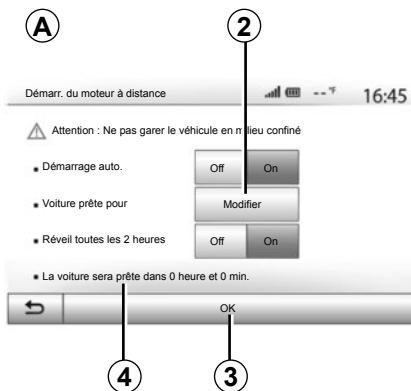 A
2
Démarr. du moteur à distance -- °F 16:45
Attention : Ne pas garer le véhicule en milieu confiné
Démarrage auto. Off On
Voiture prête pour Modifier
Réveil toutes les 2 heures Off On
La voiture sera prête dans 0 heure et 0 min.
OK
4
3